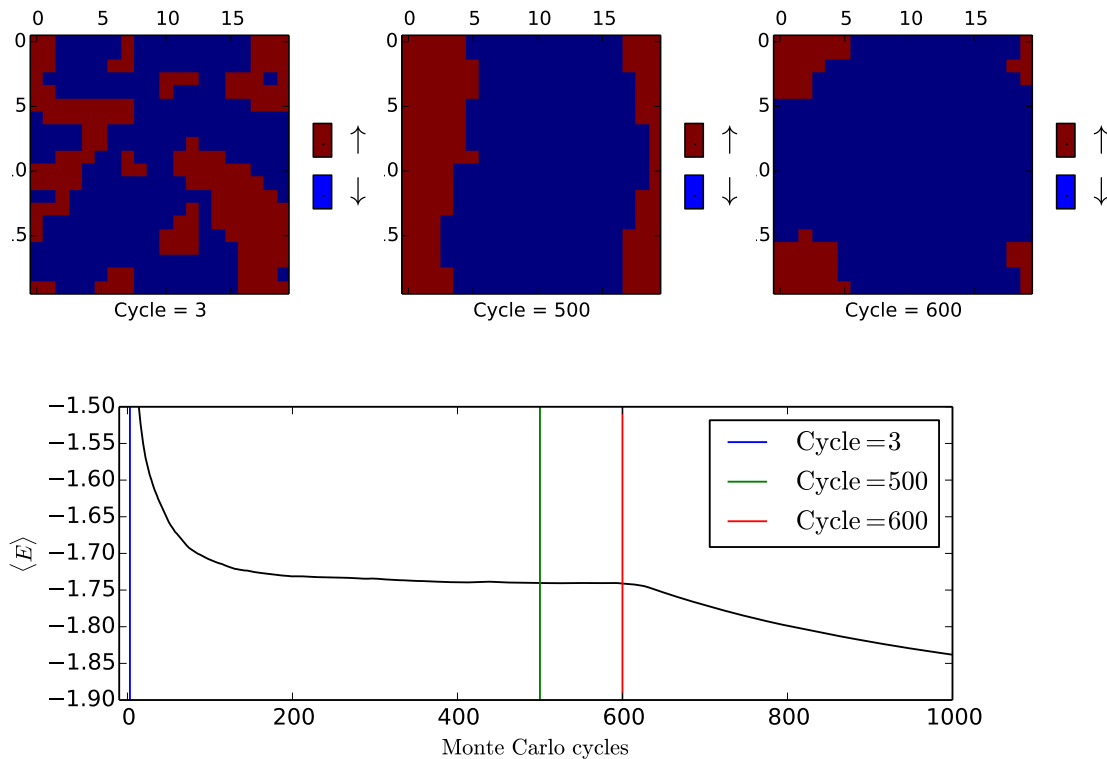 0 5 10 15 0 5 10 15 0 5 10 15
0 0 0
5 ↑ 5 ↑ 5 ↑
.0 ↓ .0 ↓ .0 ↓
.5 .5 .5
Cycle = 3 Cycle = 500 Cycle = 600
−1.50
−1.55
−1.60
−1.65
−1.70
−1.75
−1.80
−1.85
−1.90
⟨E⟩
Cycle=3
Cycle=500
Cycle=600
0 200 400 600 800 1000
Monte Carlo cycles